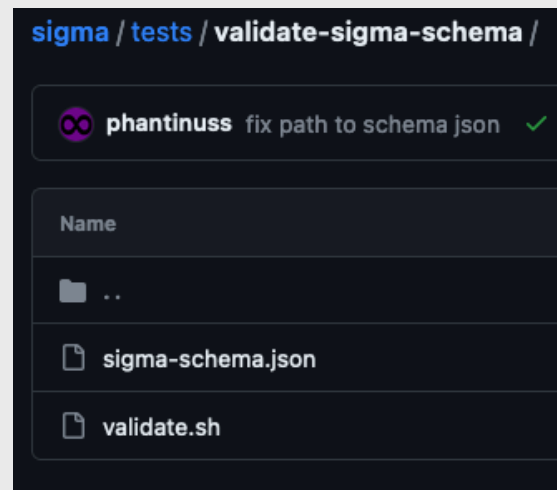 sigma / tests / validate-sigma-schema /
phantinuss fix path to schema json
Name
..
sigma-schema.json
validate.sh